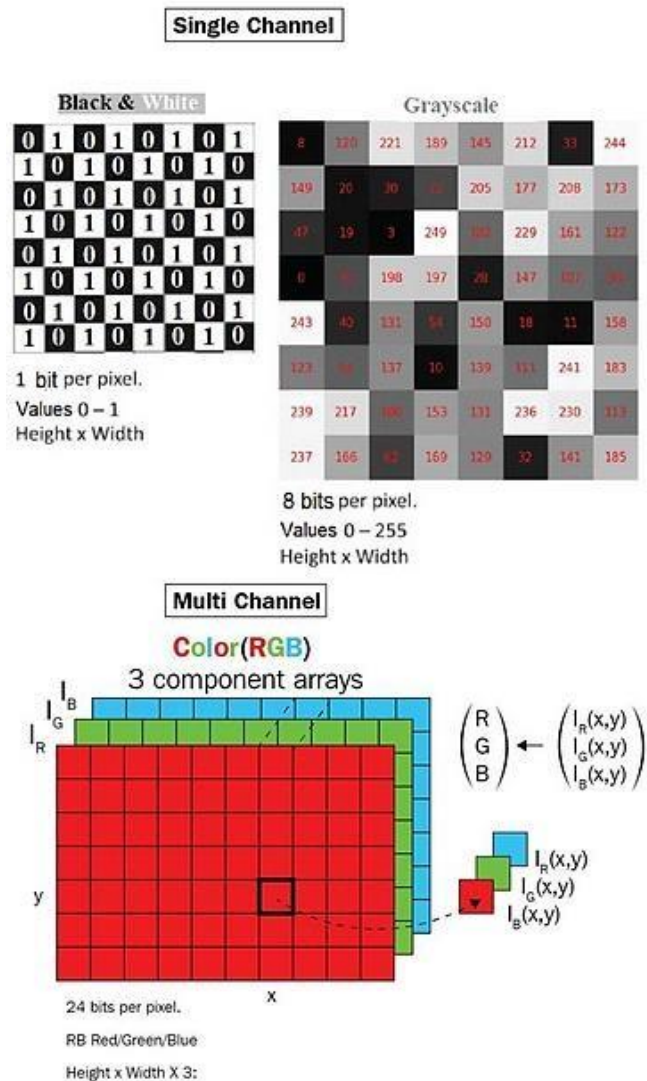 Single Channel
Black & White
0 1 0 1 0 1 0 1
1 0 1 0 1 0 1 0
0 1 0 1 0 1 0 1
1 0 1 0 1 0 1 0
0 1 0 1 0 1 0 1
1 0 1 0 1 0 1 0
0 1 0 1 0 1 0 1
1 0 1 0 1 0 1 0
1 bit per pixel.
Values 0 – 1
Height x Width
Grayscale
8 120 221 189 145 212 33 244
149 20 30 205 177 208 173
47 19 3 249 229 161 122
0 198 197 28 147
243 40 131 150 18 11 158
123 137 10 139 111 241 183
239 217 153 131 236 230 113
237 166 169 129 32 141 185
8 bits per pixel.
Values 0 – 255
Height x Width
Multi Channel
Color(RGB)
3 component arrays
I_B
I_G
I_R
y
x
R I_R(x,y)
G I_G(x,y)
B I_B(x,y)
I_R(x,y)
I_G(x,y)
I_B(x,y)
24 bits per pixel.
RB Red/Green/Blue
Height x Width X 3: